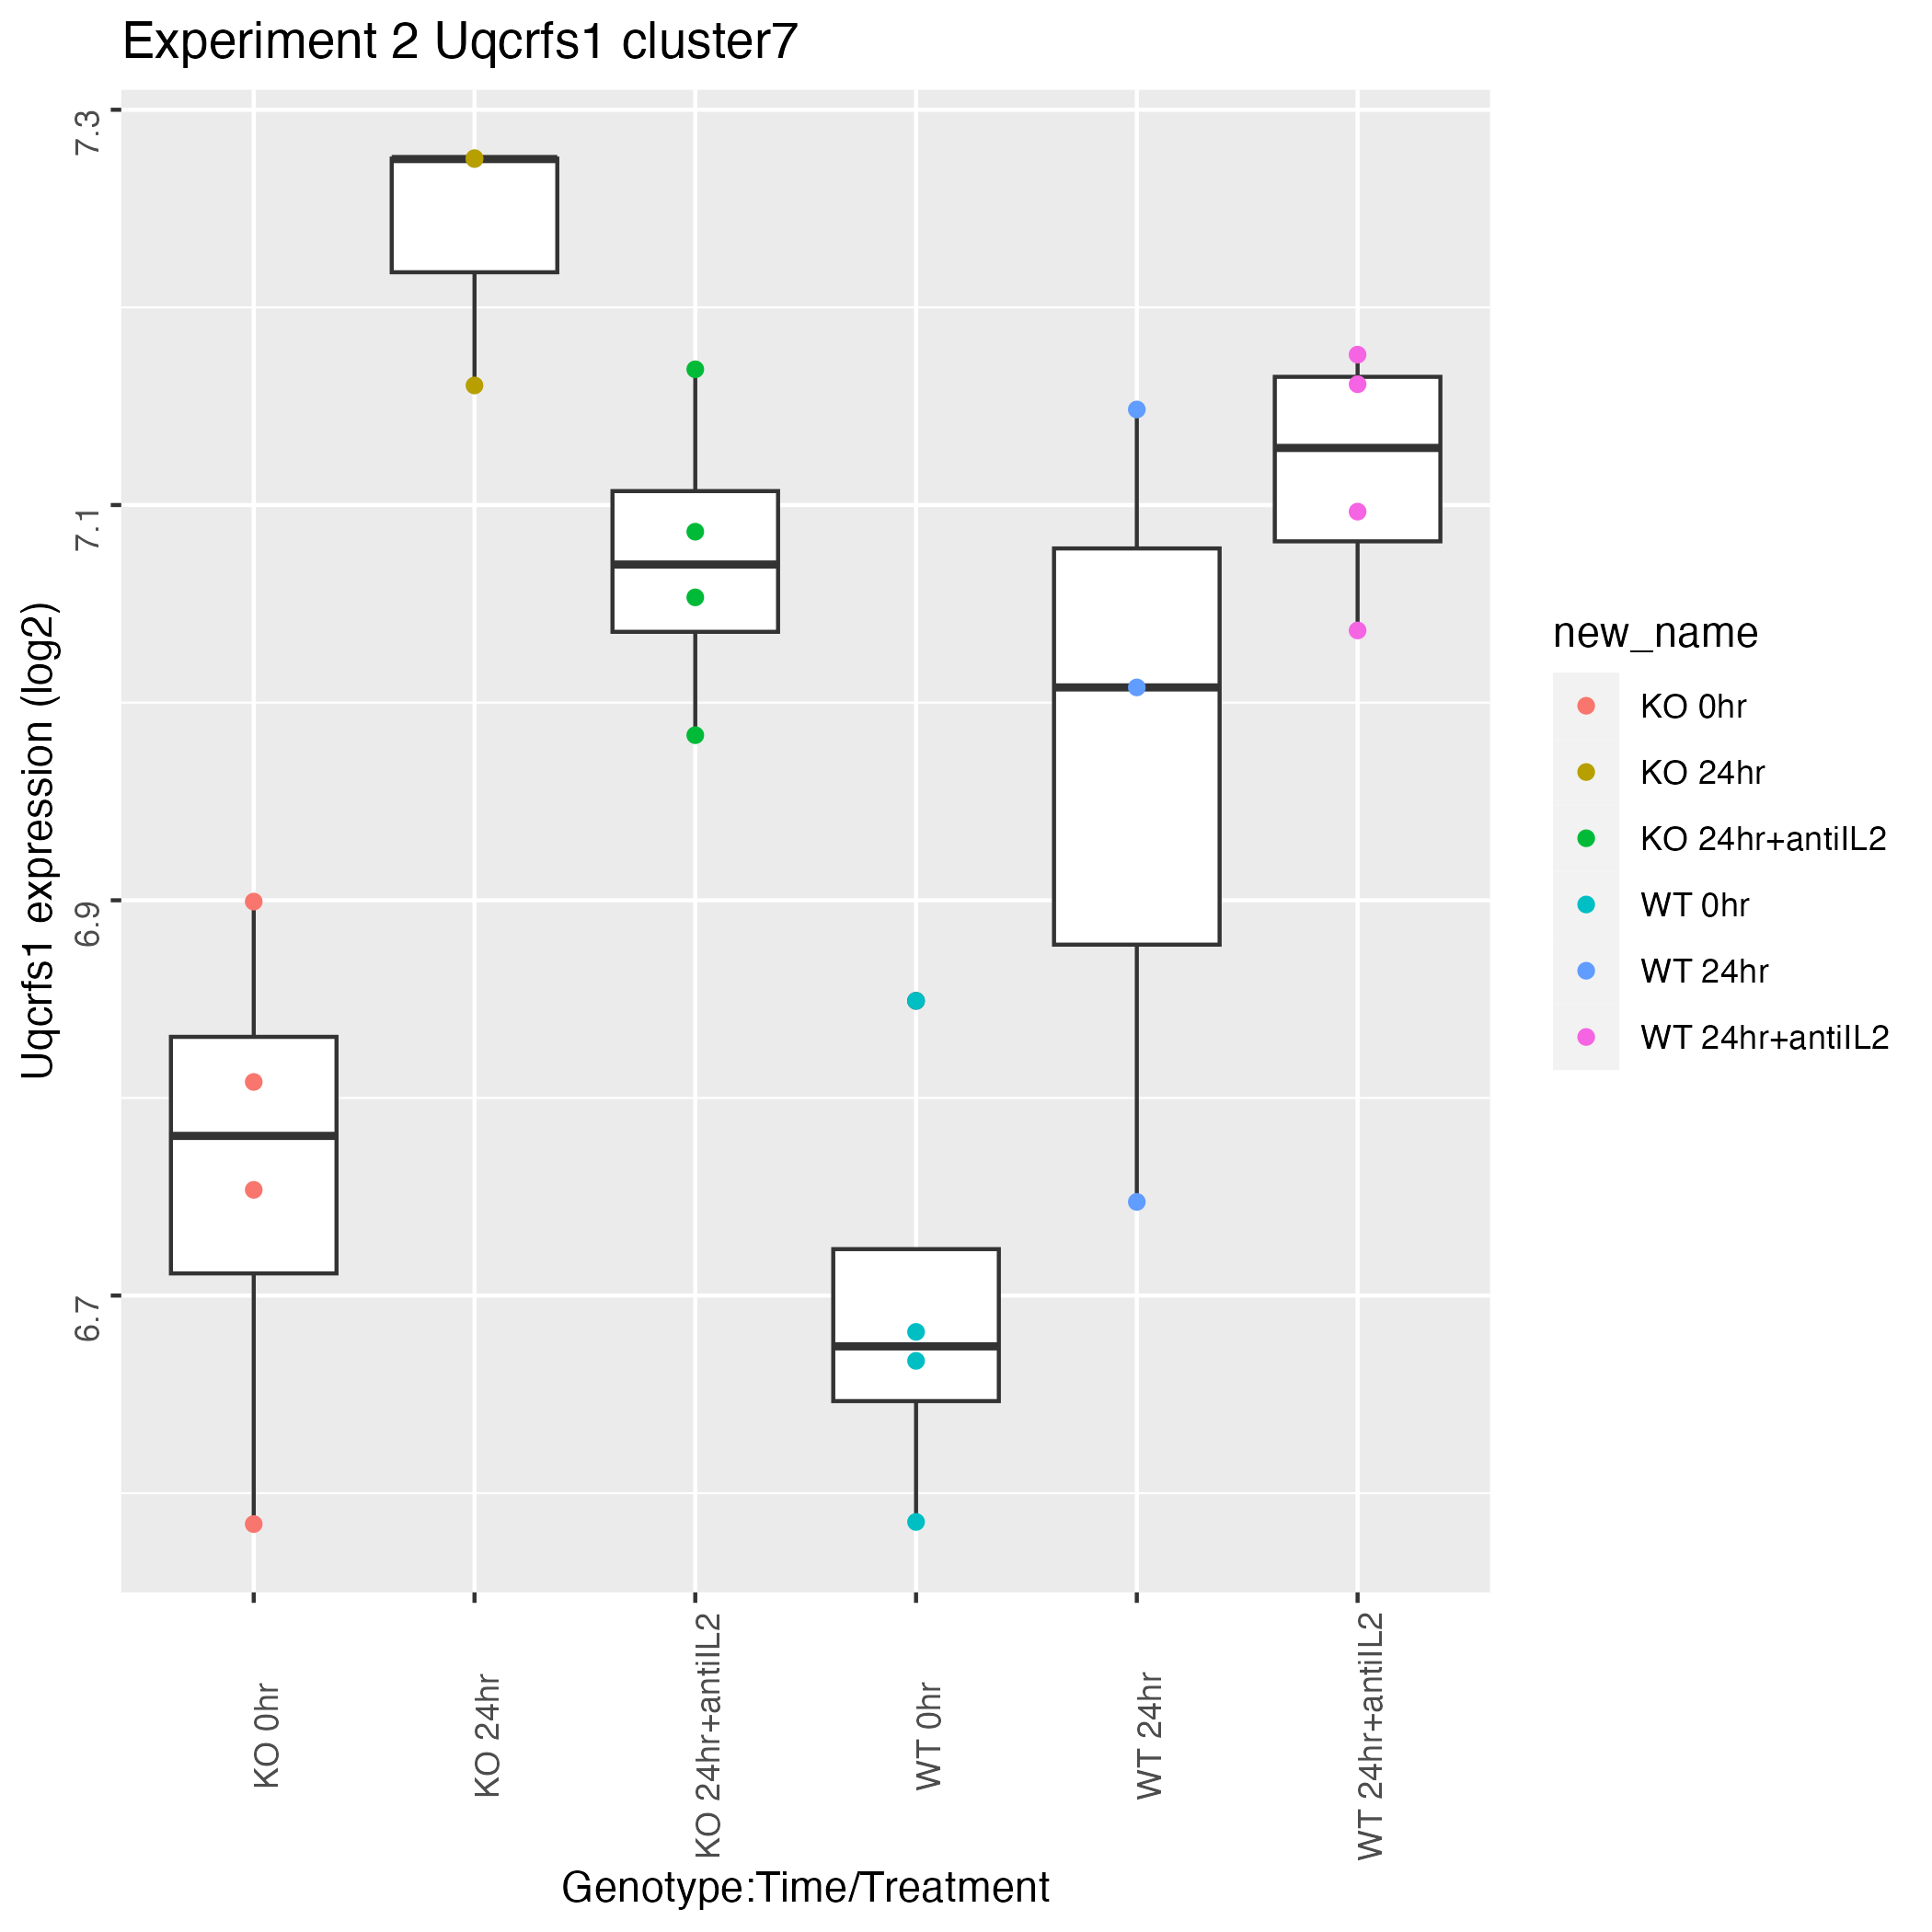 Experiment 2 Uqcrfs1 cluster7
Uqcrfs1 expression (log2)
7.3
7.1
6.9
6.7
KO 0hr
KO 24hr
KO 24hr+antiIL2
WT 0hr
WT 24hr
WT 24hr+antiIL2
Genotype:Time/Treatment
new_name
KO 0hr
KO 24hr
KO 24hr+antiIL2
WT 0hr
WT 24hr
WT 24hr+antiIL2